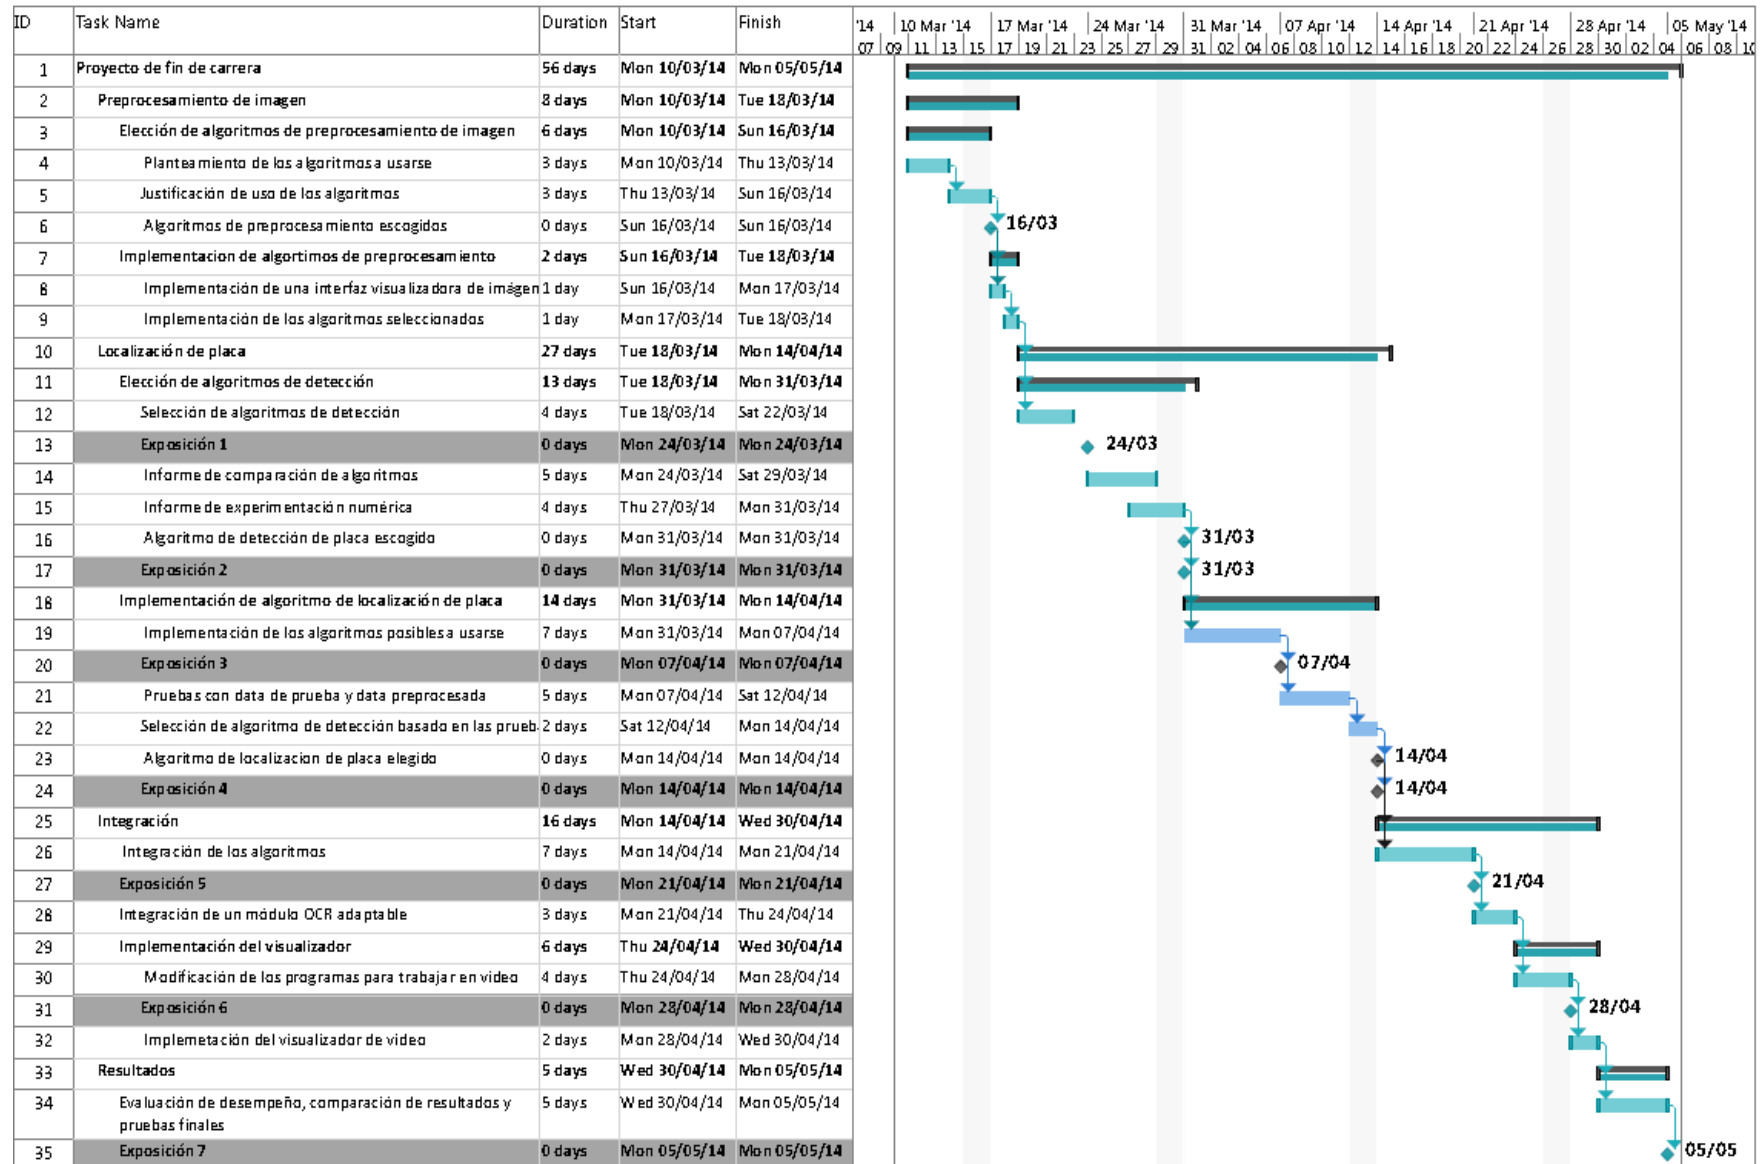 ID Task Name Duration Start Finish '14 10 Mar '14 17 Mar '14 24 Mar '14 31 Mar '14 07 Apr '14 14 Apr '14 21 Apr '14 28 Apr '14 05 May '14
07 09 11 13 15 17 19 21 23 25 27 29 31 02 04 06 08 10 12 14 16 18 20 22 24 26 28 30 02 04 06 08 10
1 Proyecto de fin de carrera 56 days Mon 10/03/14 Mon 05/05/14
2 Preprocesamiento de imagen 8 days Mon 10/03/14 Tue 18/03/14
3 Elección de algoritmos de preprocesamiento de imagen 6 days Mon 10/03/14 Sun 16/03/14
4 Planteamiento de los algoritmos a usarse 3 days Mon 10/03/14 Thu 13/03/14
5 Justificación de uso de los algoritmos 3 days Thu 13/03/14 Sun 16/03/14
6 Algoritmos de preprocesamiento escogidos 0 days Sun 16/03/14 Sun 16/03/14 16/03
7 Implementacion de algortimos de preprocesamiento 2 days Sun 16/03/14 Tue 18/03/14
8 Implementación de una interfaz visualizadora de imágen 1 day Sun 16/03/14 Mon 17/03/14
9 Implementación de los algoritmos seleccionados 1 day Mon 17/03/14 Tue 18/03/14
10 Localización de placa 27 days Tue 18/03/14 Mon 14/04/14
11 Elección de algoritmos de detección 13 days Tue 18/03/14 Mon 31/03/14
12 Selección de algoritmos de detección 4 days Tue 18/03/14 Sat 22/03/14
13 Exposición 1 0 days Mon 24/03/14 Mon 24/03/14 24/03
14 Informe de comparación de algoritmos 5 days Mon 24/03/14 Sat 29/03/14
15 Informe de experimentación numérica 4 days Thu 27/03/14 Mon 31/03/14
16 Algoritmo de detección de placa escogido 0 days Mon 31/03/14 Mon 31/03/14 31/03
17 Exposición 2 0 days Mon 31/03/14 Mon 31/03/14 31/03
18 Implementación de algoritmo de localización de placa 14 days Mon 31/03/14 Mon 14/04/14
19 Implementación de los algoritmos posibles a usarse 7 days Mon 31/03/14 Mon 07/04/14
20 Exposición 3 0 days Mon 07/04/14 Mon 07/04/14 07/04
21 Pruebas con data de prueba y data preprocesada 5 days Mon 07/04/14 Sat 12/04/14
22 Selección de algoritmo de detección basado en las prueb 2 days Sat 12/04/14 Mon 14/04/14
23 Algoritmo de localizacion de placa elegido 0 days Mon 14/04/14 Mon 14/04/14 14/04
24 Exposición 4 0 days Mon 14/04/14 Mon 14/04/14 14/04
25 Integración 16 days Mon 14/04/14 Wed 30/04/14
26 Integración de los algoritmos 7 days Mon 14/04/14 Mon 21/04/14
27 Exposición 5 0 days Mon 21/04/14 Mon 21/04/14 21/04
28 Integración de un módulo OCR adaptable 3 days Mon 21/04/14 Thu 24/04/14
29 Implementación del visualizador 6 days Thu 24/04/14 Wed 30/04/14
30 Modificación de los programas para trabajar en video 4 days Thu 24/04/14 Mon 28/04/14
31 Exposición 6 0 days Mon 28/04/14 Mon 28/04/14 28/04
32 Implemetación del visualizador de video 2 days Mon 28/04/14 Wed 30/04/14
33 Resultados 5 days Wed 30/04/14 Mon 05/05/14
34 Evaluación de desempeño, comparación de resultados y 5 days Wed 30/04/14 Mon 05/05/14
pruebas finales
35 Exposición 7 0 days Mon 05/05/14 Mon 05/05/14 05/05